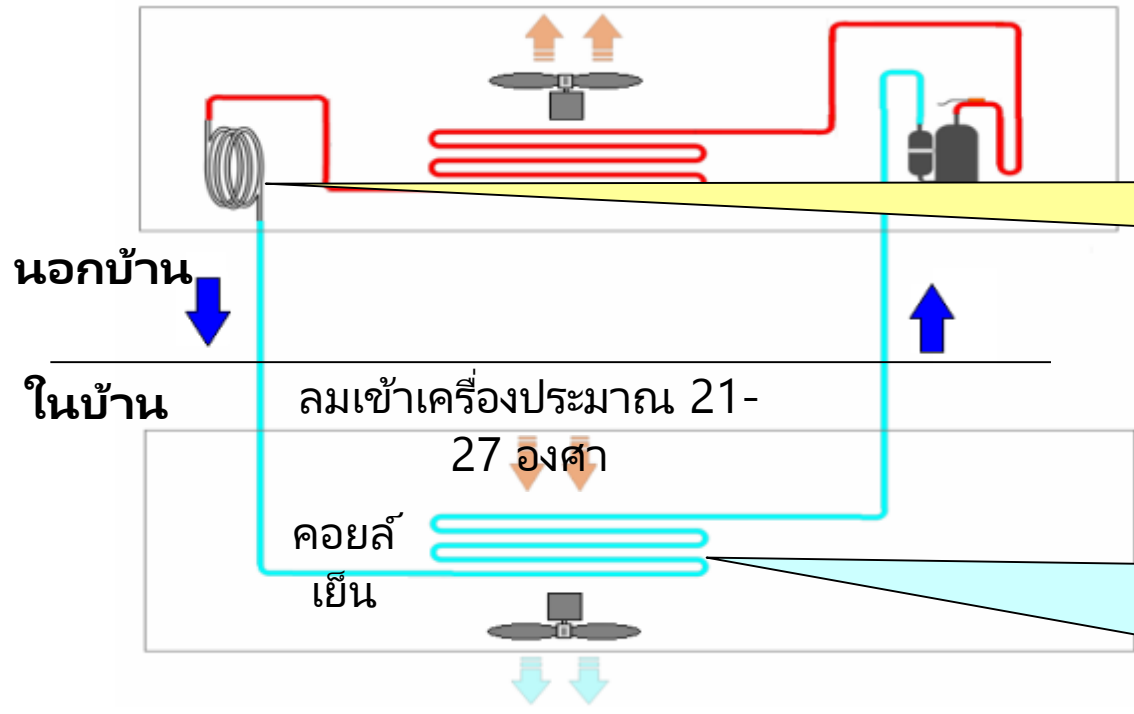 นอกบ้าน
ในบ้าน
ลมเข้าเครื่องประมาณ 21-
27 องศา
คอยล์
เย็น